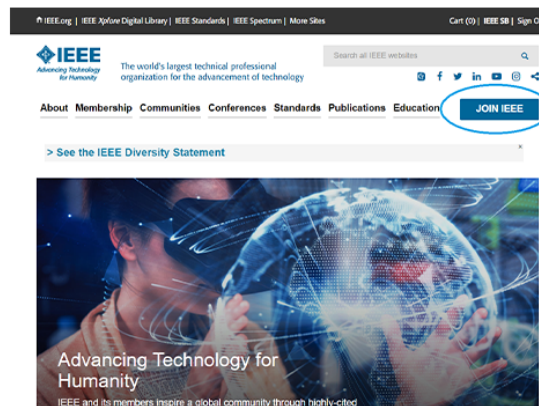 IEEE.org | IEEE Xplore Digital Library | IEEE Standards | IEEE Spectrum | More Sites
Cart (0) | IEEE SB | Sign O
IEEE
Advancing Technology
for Humanity
The world's largest technical professional
organization for the advancement of technology
Search all IEEE websites
About Membership Communities Conferences Standards Publications Education JOIN IEEE
> See the IEEE Diversity Statement
Advancing Technology for
Humanity
IEEE and its members inspire a global community through highly-cited